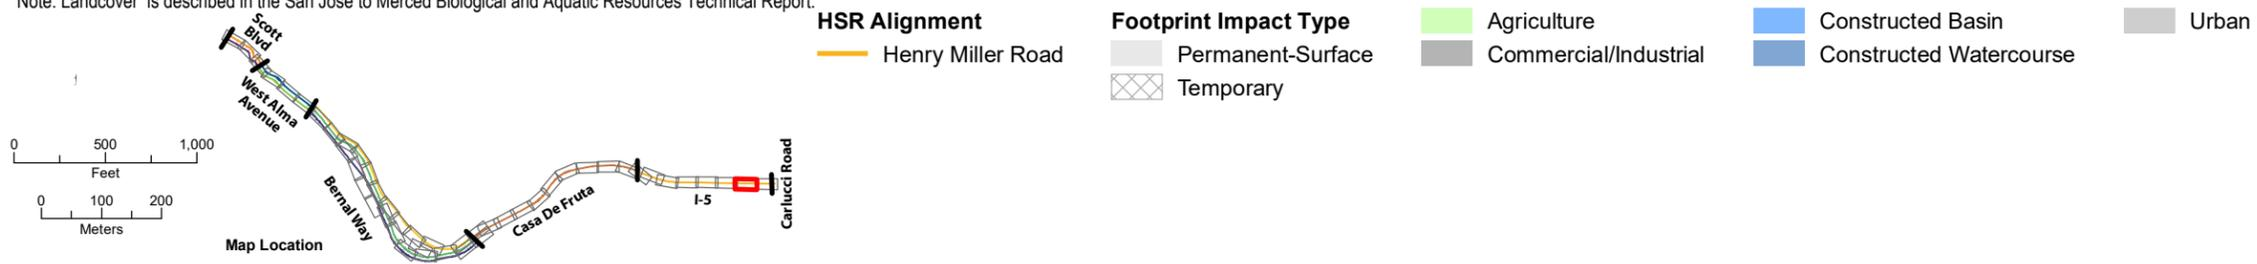 Note: Landcover is described in the San Jose to Merced Biological and Aquatic Resources Technical Report.
Scott
Blvd
West Alma
Avenue
0 500 1,000
Feet
0 100 200
Meters
Bernal Way
Map Location
Casa De Fruta
I-5
Carlucci Road
HSR Alignment
Henry Miller Road
Footprint Impact Type
Permanent-Surface
Temporary
Agriculture
Commercial/Industrial
Constructed Basin
Constructed Watercourse
Urban